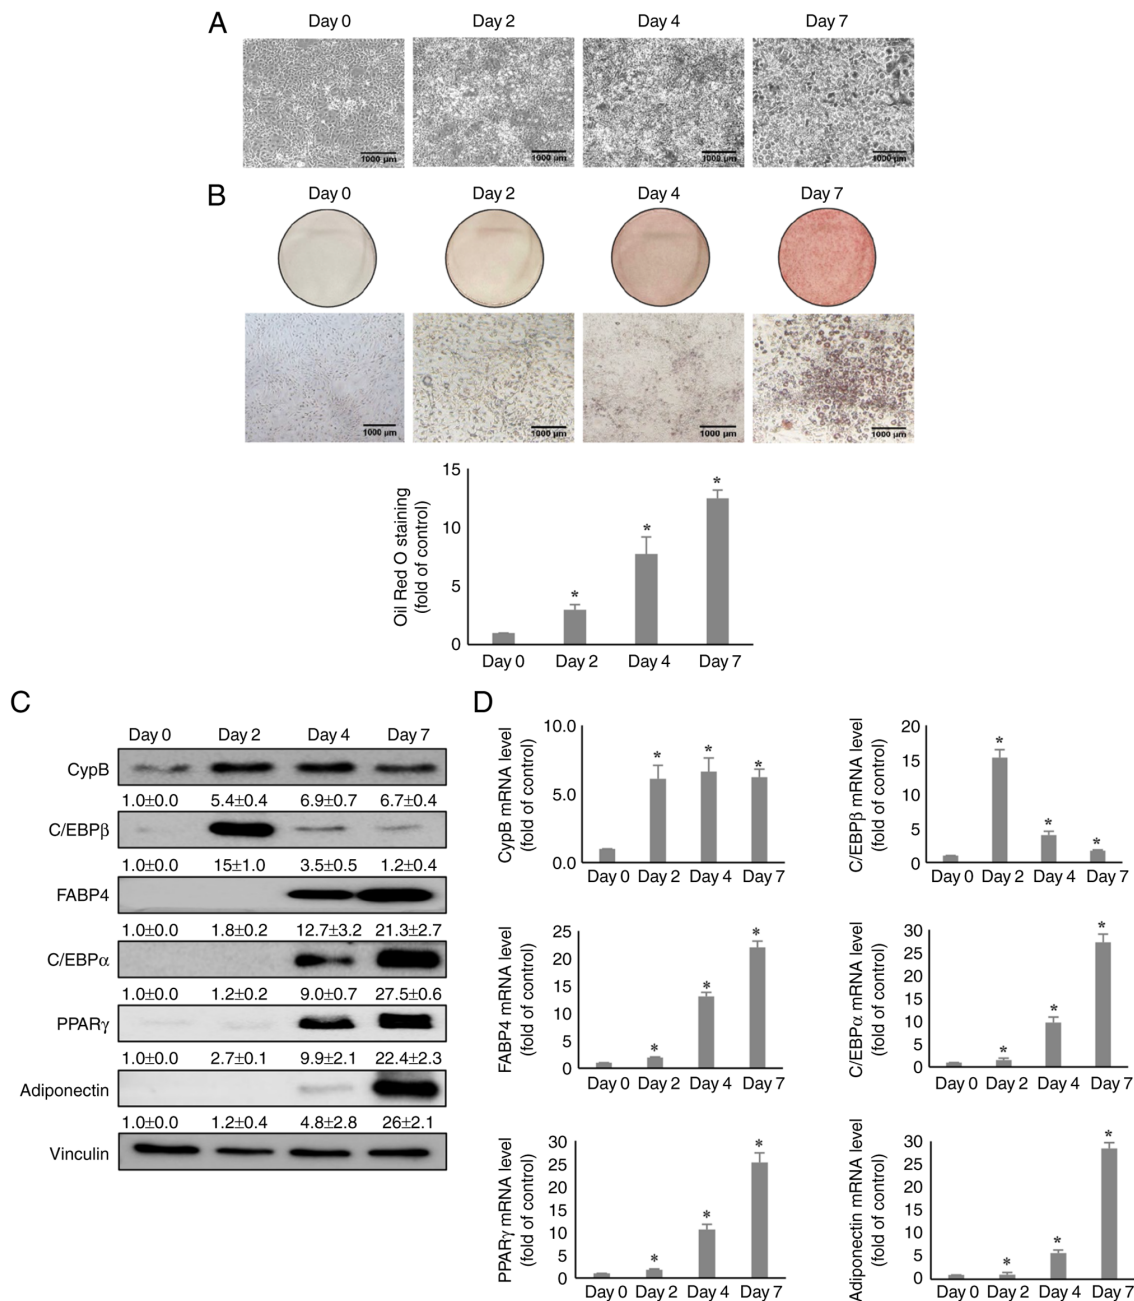 A
Day 0 Day 2 Day 4 Day 7
1000 µm 1000 µm 1000 µm 1000 µm
B
Day 0 Day 2 Day 4 Day 7
1000 µm 1000 µm 1000 µm 1000 µm
Oil Red O staining
(fold of control)
15
10
5
0
* * *
Day 0 Day 2 Day 4 Day 7
C
Day 0 Day 2 Day 4 Day 7
CypB
1.0±0.0 5.4±0.4 6.9±0.7 6.7±0.4
C/EBPβ
1.0±0.0 15±1.0 3.5±0.5 1.2±0.4
FABP4
1.0±0.0 1.8±0.2 12.7±3.2 21.3±2.7
C/EBPα
1.0±0.0 1.2±0.2 9.0±0.7 27.5±0.6
PPARγ
1.0±0.0 2.7±0.1 9.9±2.1 22.4±2.3
Adiponectin
1.0±0.0 1.2±0.4 4.8±2.8 26±2.1
Vinculin
D
CypB mRNA level
(fold of control)
10.0
5.0
0.0
* * *
Day 0 Day 2 Day 4 Day 7
C/EBPβ mRNA level
(fold of control)
20
15
10
5
0
* * *
Day 0 Day 2 Day 4 Day 7
FABP4 mRNA level
(fold of control)
25
20
15
10
5
0
* * *
Day 0 Day 2 Day 4 Day 7
C/EBPα mRNA level
(fold of control)
30
25
20
15
10
5
0
* * *
Day 0 Day 2 Day 4 Day 7
PPARγ mRNA level
(fold of control)
30
25
20
15
10
5
0
* * *
Day 0 Day 2 Day 4 Day 7
Adiponectin mRNA level
(fold of control)
30
25
20
15
10
5
0
* * *
Day 0 Day 2 Day 4 Day 7